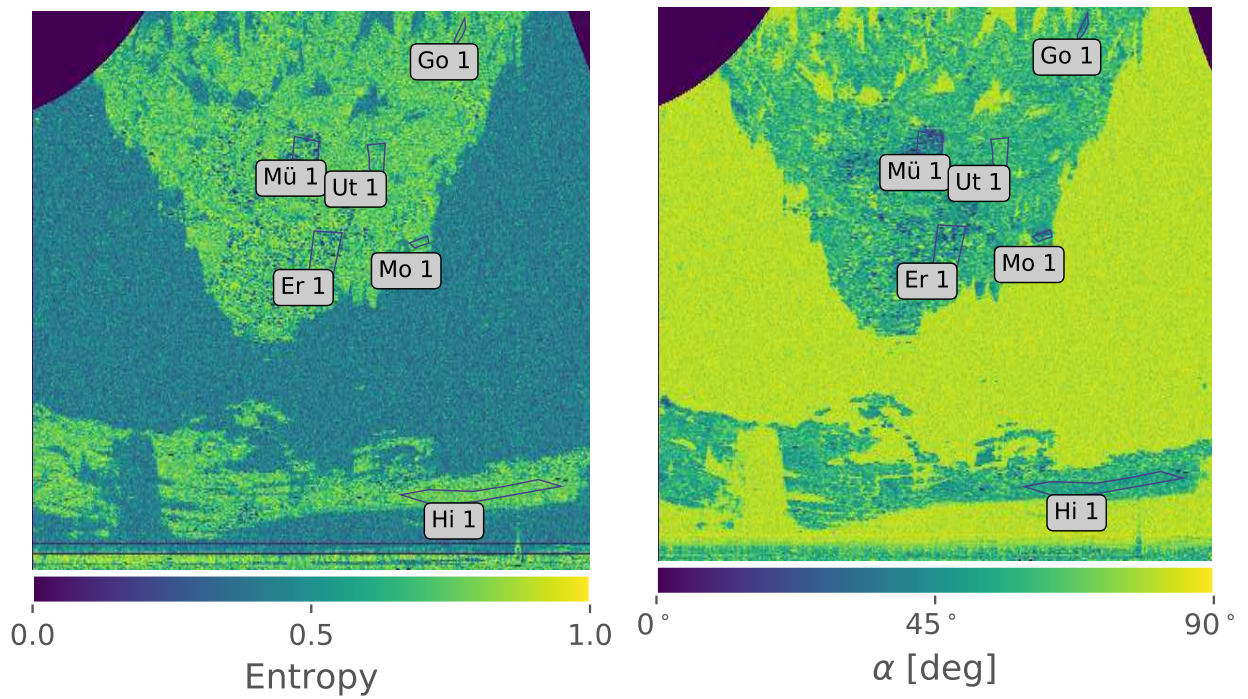 Go 1
Mü 1
Ut 1
Er 1
Mo 1
Hi 1
0.0 0.5 1.0
Entropy
Go 1
Mü 1
Ut 1
Er 1
Mo 1
Hi 1
0° 45° 90°
α [deg]